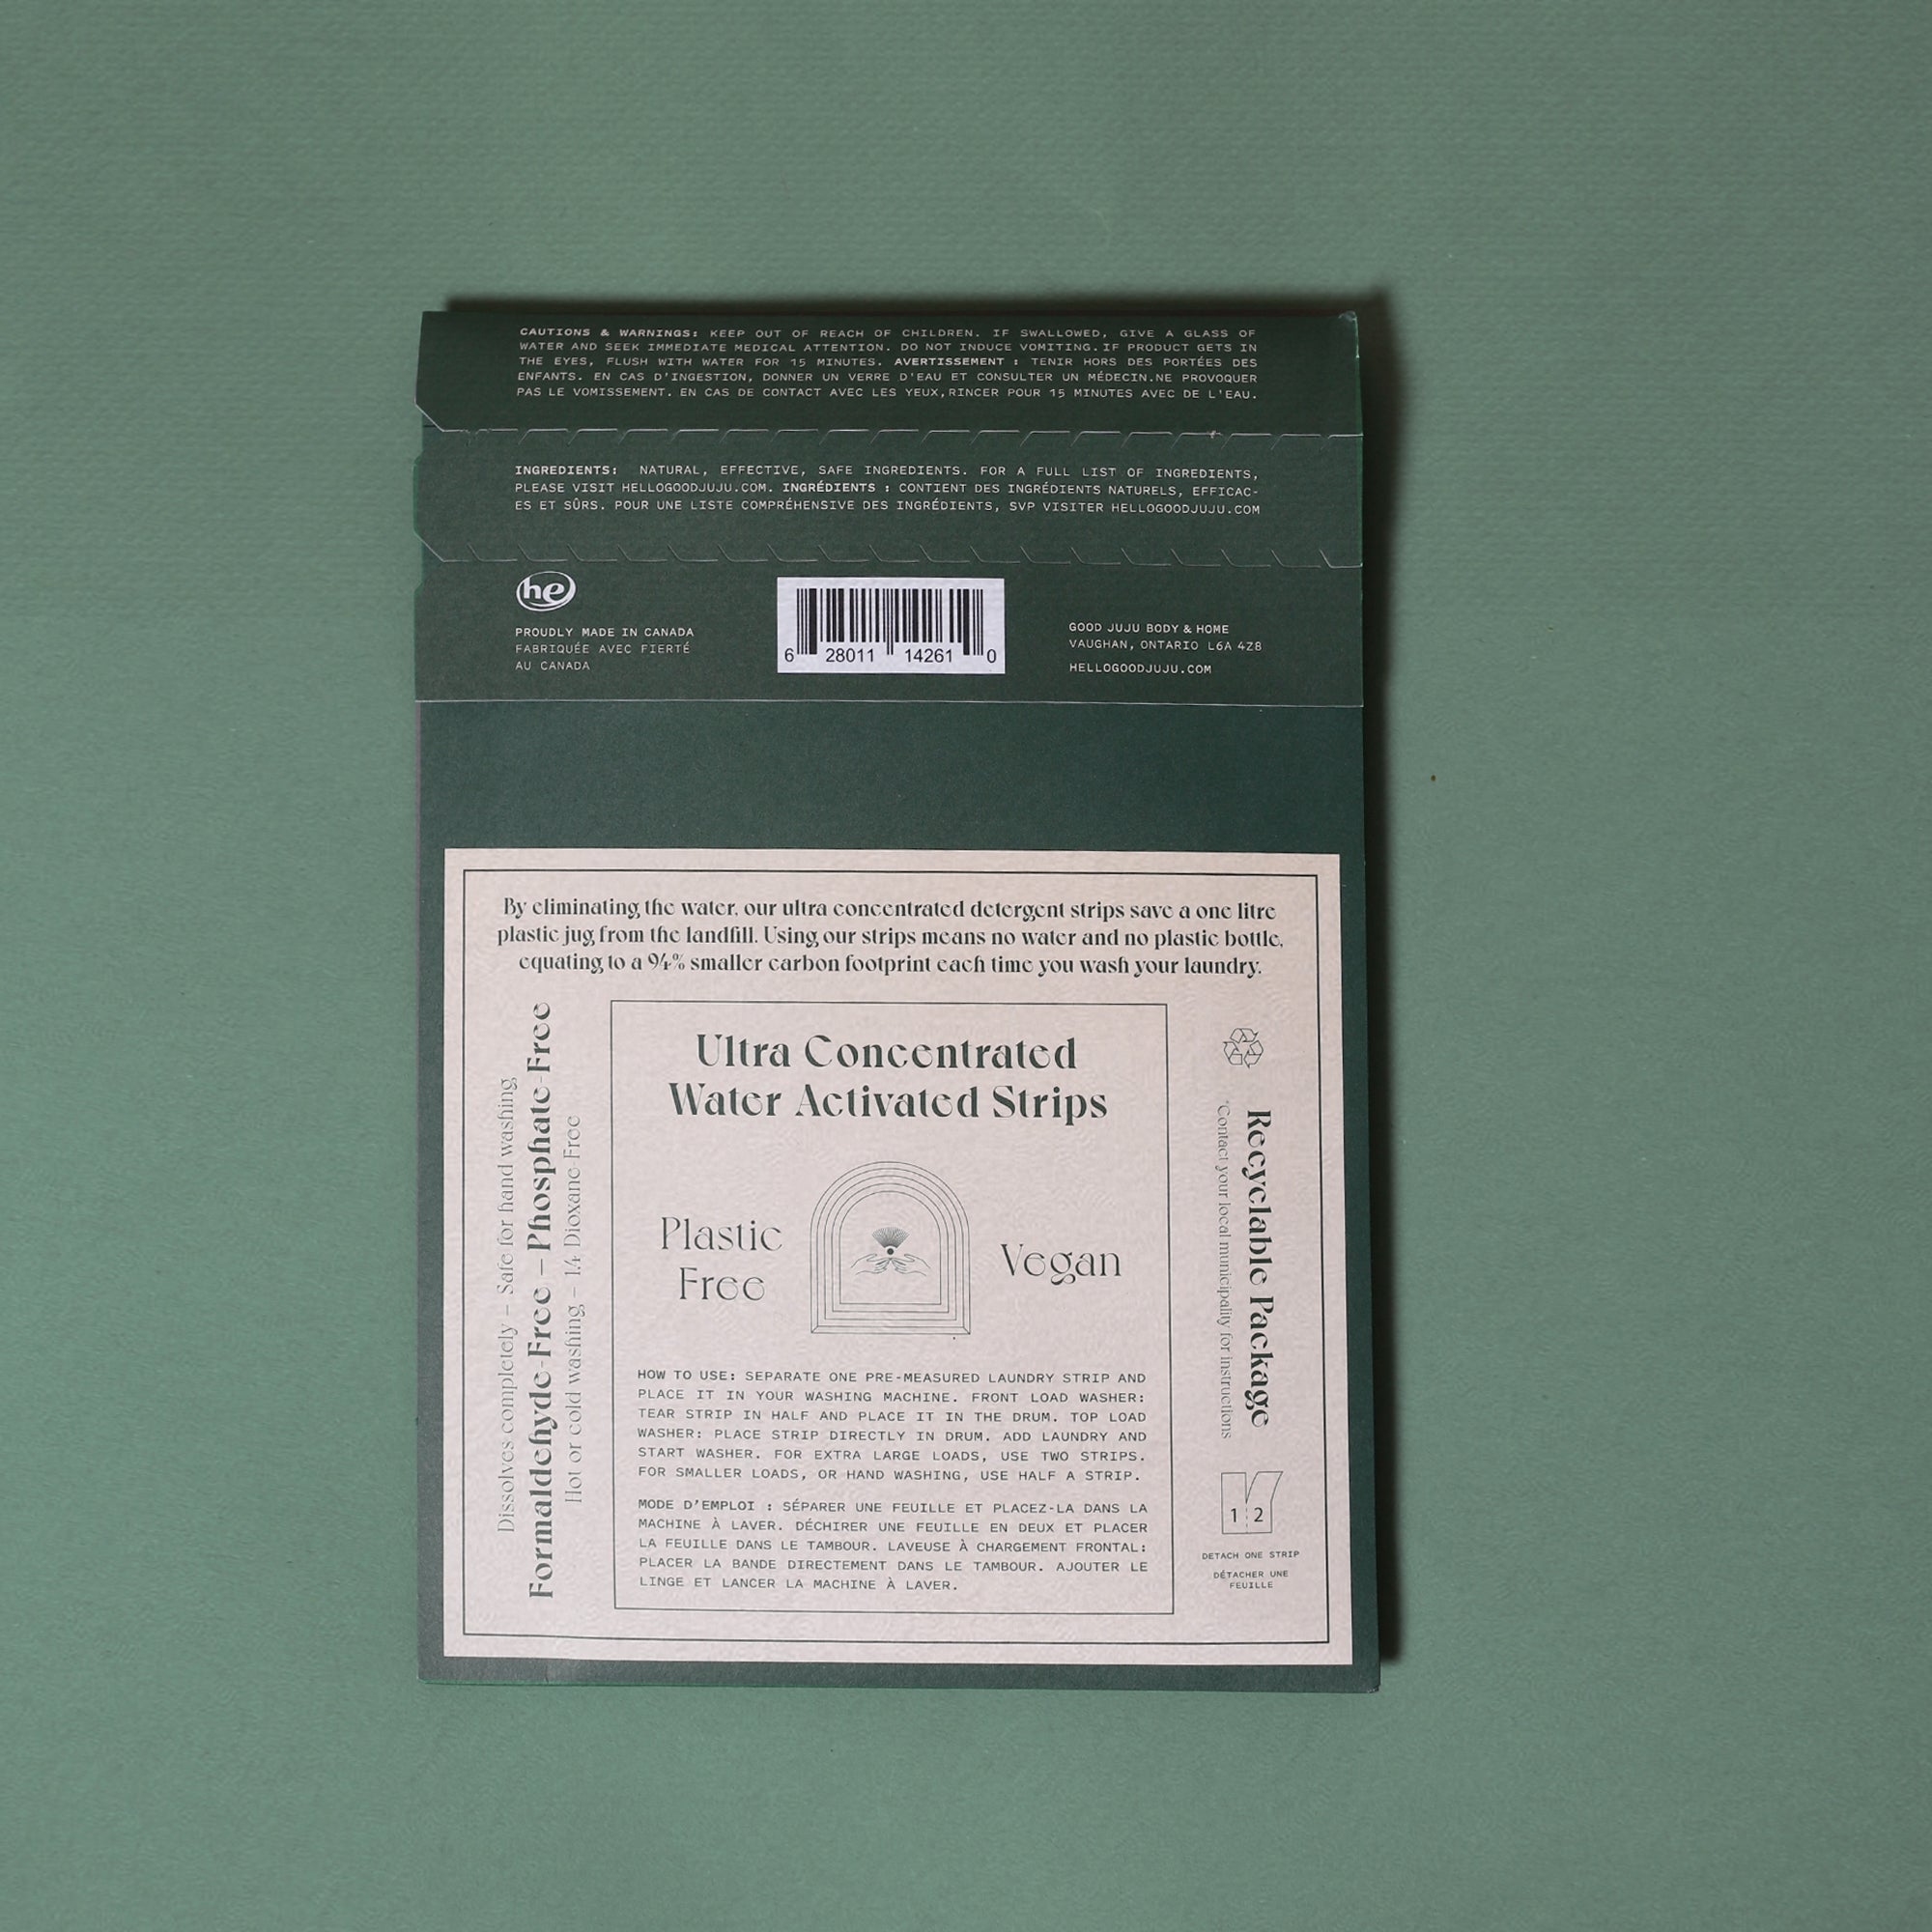 CAUTIONS & WARNINGS: KEEP OUT OF REACH OF CHILDREN. IF SWALLOWED, GIVE A GLASS OF
WATER AND SEEK IMMEDIATE MEDICAL ATTENTION. DO NOT INDUCE VOMITING.IF PRODUCT GETS IN
THE EYES, FLUSH WITH WATER FOR 15 MINUTES. AVERTISSEMENT : TENIR HORS DES PORTÉES DES
ENFANTS. EN CAS D'INGESTION, DONNER UN VERRE D'EAU ET CONSULTER UN MÉDECIN.NE PROVOQUER
PAS LE VOMISSEMENT. EN CAS DE CONTACT AVEC LES YEUX,RINCER POUR 15 MINUTES AVEC DE L'EAU.
INGREDIENTS: NATURAL, EFFECTIVE, SAFE INGREDIENTS. FOR A FULL LIST OF INGREDIENTS,
PLEASE VISIT HELLOGOODJUJU.COM. INGRÉDIENTS : CONTIENT DES INGRÉDIENTS NATURELS, EFFICAC-
ES ET SÛRS. POUR UNE LISTE COMPRÉHENSIVE DES INGRÉDIENTS, SVP VISITER HELLOGOODJUJU.COM
he
PROUDLY MADE IN CANADA
FABRIQUÉE AVEC FIERTÉ
AU CANADA
6 28011 14261 0
GOOD JUJU BODY & HOME
VAUGHAN, ONTARIO L6A 4Z8
HELLOGOODJUJU.COM
By eliminating the water, our ultra concentrated detergent strips save a one litre
plastic jug from the landfill. Using our strips means no water and no plastic bottle,
equating to a 94% smaller carbon footprint each time you wash your laundry.
Dissolves completely – Safe for hand washing
Formaldehyde-Free – Phosphate-Free
Hot or cold washing – 1,4 Dioxane Free
Ultra Concentrated
Water Activated Strips
Plastic
Free
Vegan
HOW TO USE: SEPARATE ONE PRE-MEASURED LAUNDRY STRIP AND
PLACE IT IN YOUR WASHING MACHINE. FRONT LOAD WASHER:
TEAR STRIP IN HALF AND PLACE IT IN THE DRUM. TOP LOAD
WASHER: PLACE STRIP DIRECTLY IN DRUM. ADD LAUNDRY AND
START WASHER. FOR EXTRA LARGE LOADS, USE TWO STRIPS.
FOR SMALLER LOADS, OR HAND WASHING, USE HALF A STRIP.
MODE D'EMPLOI : SÉPARER UNE FEUILLE ET PLACEZ-LA DANS LA
MACHINE À LAVER. DÉCHIRER UNE FEUILLE EN DEUX ET PLACER
LA FEUILLE DANS LE TAMBOUR. LAVEUSE À CHARGEMENT FRONTAL:
PLACER LA BANDE DIRECTEMENT DANS LE TAMBOUR. AJOUTER LE
LINGE ET LANCER LA MACHINE À LAVER.
Recyclable Package
*Contact your local municipality for instructions
1 2
DETACH ONE STRIP
DÉTACHER UNE
FEUILLE